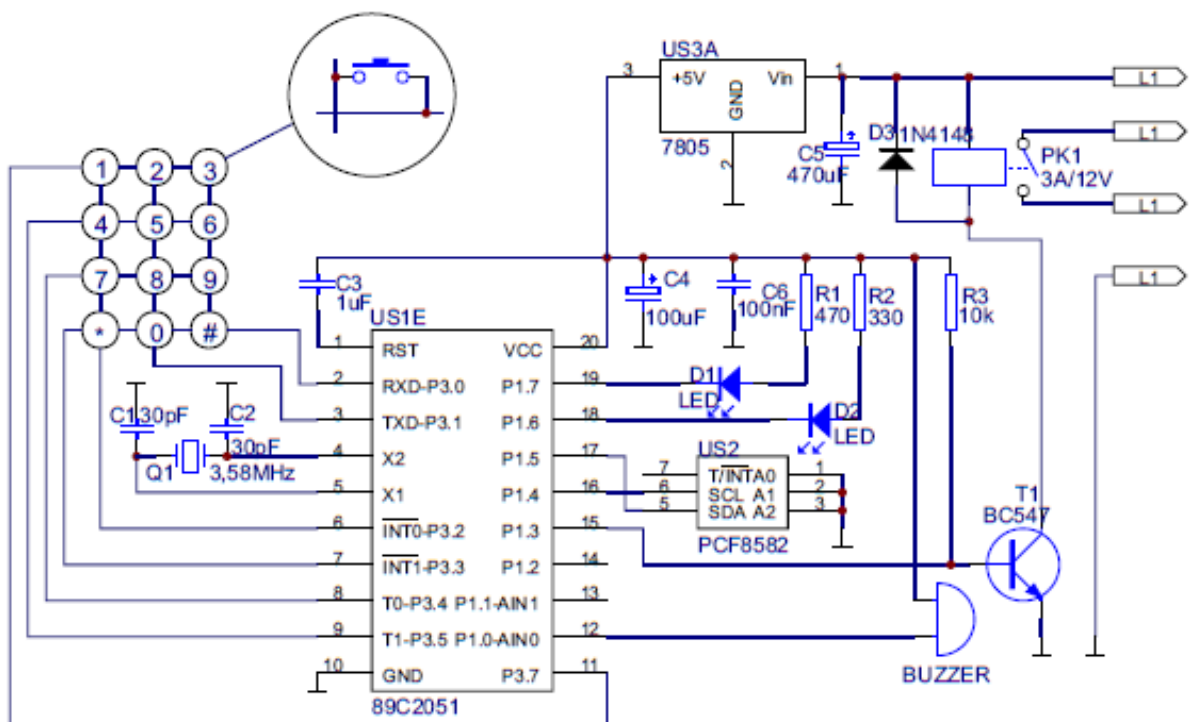 US3A
3 +5V Vin 1
GND
2
7805
C5
470uF
D3 1N4148
PK1
3A/12V
L1
L1
L1
L1
1 2 3
4 5 6
7 8 9
* 0 #
C3
1uF
C4
100uF
C6
100nF
R1
470
R2
330
R3
10k
US1E
1 RST VCC 20
2 RXD-P3.0 P1.7 19
3 TXD-P3.1 P1.6 18
4 X2 P1.5 17
5 X1 P1.4 16
6 INT0-P3.2 P1.3 15
7 INT1-P3.3 P1.2 14
8 T0-P3.4 P1.1-AIN1 13
9 T1-P3.5 P1.0-AIN0 12
10 GND P3.7 11
89C2051
C1 30pF
C2
30pF
Q1
3,58MHz
D1
LED
D2
LED
US2
7 T/INT A0 1
6 SCL A1 2
5 SDA A2 3
PCF8582
T1
BC547
BUZZER